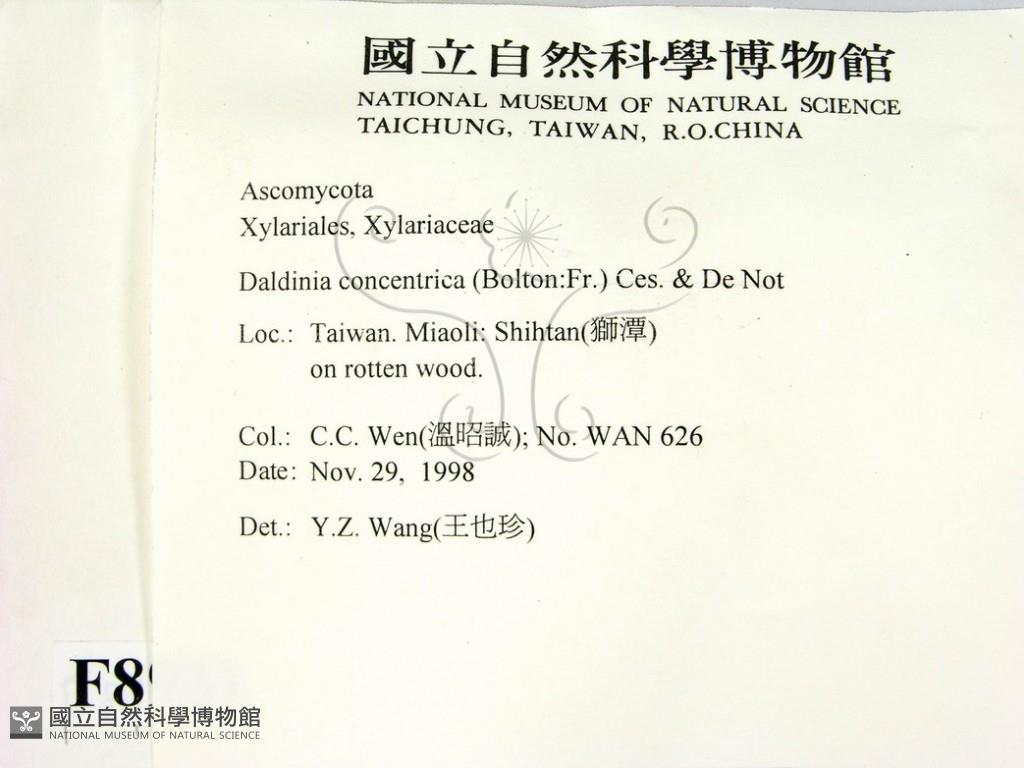 國立自然科學博物館
NATIONAL MUSEUM OF NATURAL SCIENCE
TAICHUNG, TAIWAN, R.O.CHINA
Ascomycota
Xylariales, Xylariaceae
Daldinia concentrica (Bolton:Fr.) Ces. & De Not
Loc.: Taiwan. Miaoli: Shihtan(獅潭)
on rotten wood.
Col.: C.C. Wen(溫昭誠); No. WAN 626
Date: Nov. 29, 1998
Det.: Y.Z. Wang(王也珍)
國立自然科學博物館
NATIONAL MUSEUM OF NATURAL SCIENCE